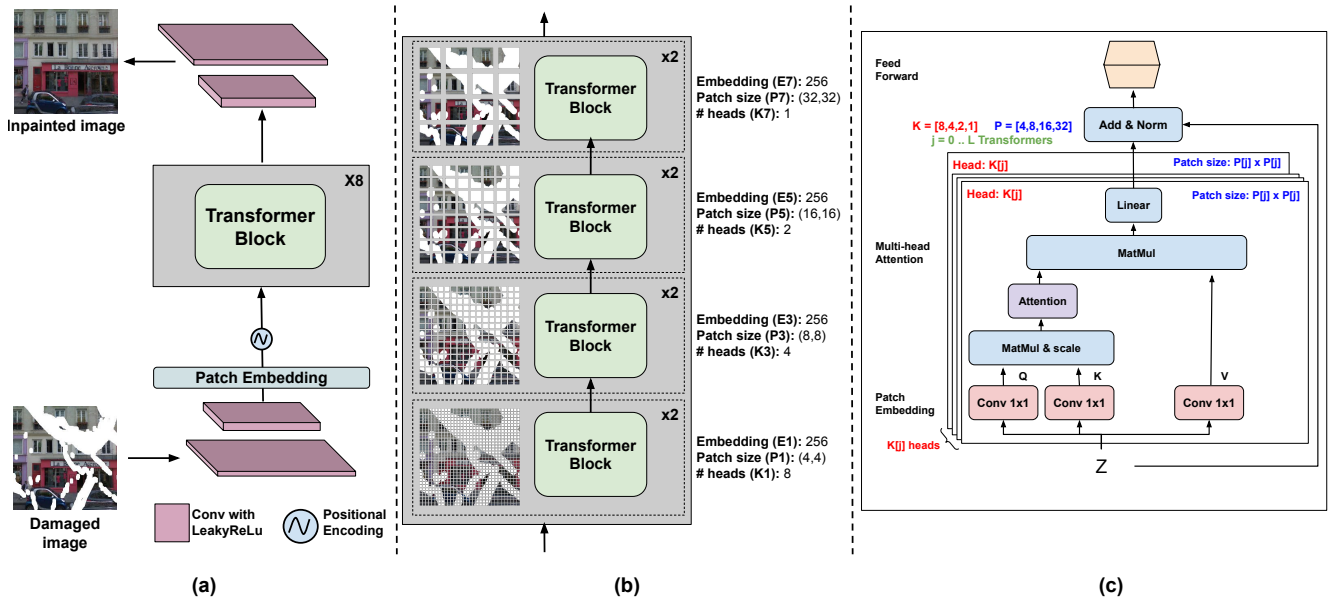 Inpainted image
X8
Transformer
Block
Patch Embedding
Damaged
image
Conv with
LeakyReLu
Positional
Encoding
(a)
x2
Transformer
Block
Embedding (E7): 256
Patch size (P7): (32,32)
# heads (K7): 1
x2
Transformer
Block
Embedding (E5): 256
Patch size (P5): (16,16)
# heads (K5): 2
x2
Transformer
Block
Embedding (E3): 256
Patch size (P3): (8,8)
# heads (K3): 4
x2
Transformer
Block
Embedding (E1): 256
Patch size (P1): (4,4)
# heads (K1): 8
(b)
Feed
Forward
K = [8,4,2,1] P = [4,8,16,32]
j = 0 .. L Transformers
Add & Norm
Head: K[j] Patch size: P[j] x P[j]
Head: K[j] Patch size: P[j] x P[j]
Linear
Multi-head
Attention
MatMul
Attention
MatMul & scale
Q K V
Patch
Embedding
Conv 1x1 Conv 1x1 Conv 1x1
K[j] heads
Z
(c)